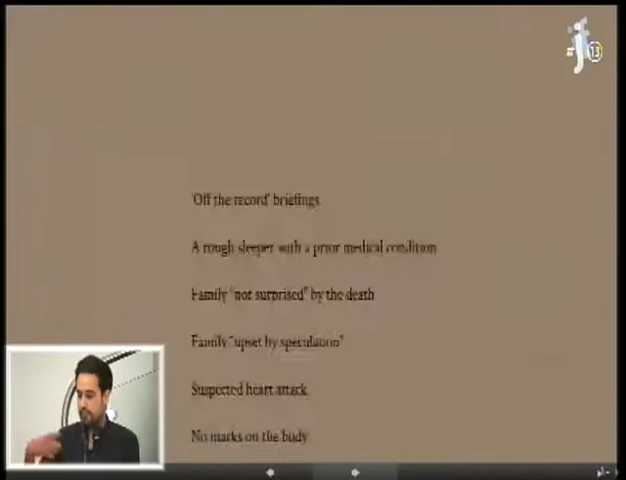 #ij13
'Off the record' briefings
A rough sleeper with a prior medical condition
Family "not surprised" by the death
Family "upset by speculation"
Suspected heart attack
No marks on the body